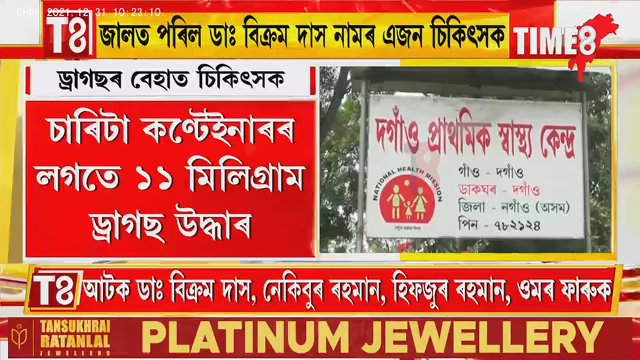 2021-12-31 10:23:10
T8 জালত পৰিল ডাঃ বিক্ৰম দাস নামৰ এজন চিকিৎসক TIME8
ড্ৰাগছৰ বেহাত চিকিৎসক
চাৰিটা কণ্টেইনাৰৰ
লগতে ১১ মিলিগ্ৰাম
ড্ৰাগছ উদ্ধাৰ
দগাঁও প্ৰাথমিক স্বাস্থ্য কেন্দ্ৰ
NATIONAL HEALTH MISSION
গাঁও - দগাঁও
ডাকঘৰ - দগাঁও
জিলা - নগাঁও (অসম)
পিন - ৭৮২১২৪
T8 আটক ডাঃ বিক্ৰম দাস, নেকিবুৰ ৰহমান, হিফজুৰ ৰহমান, ওমৰ ফাৰুক
TANSUKHRAI
RATANLAL
JEWELLERS
PLATINUM JEWELLERY